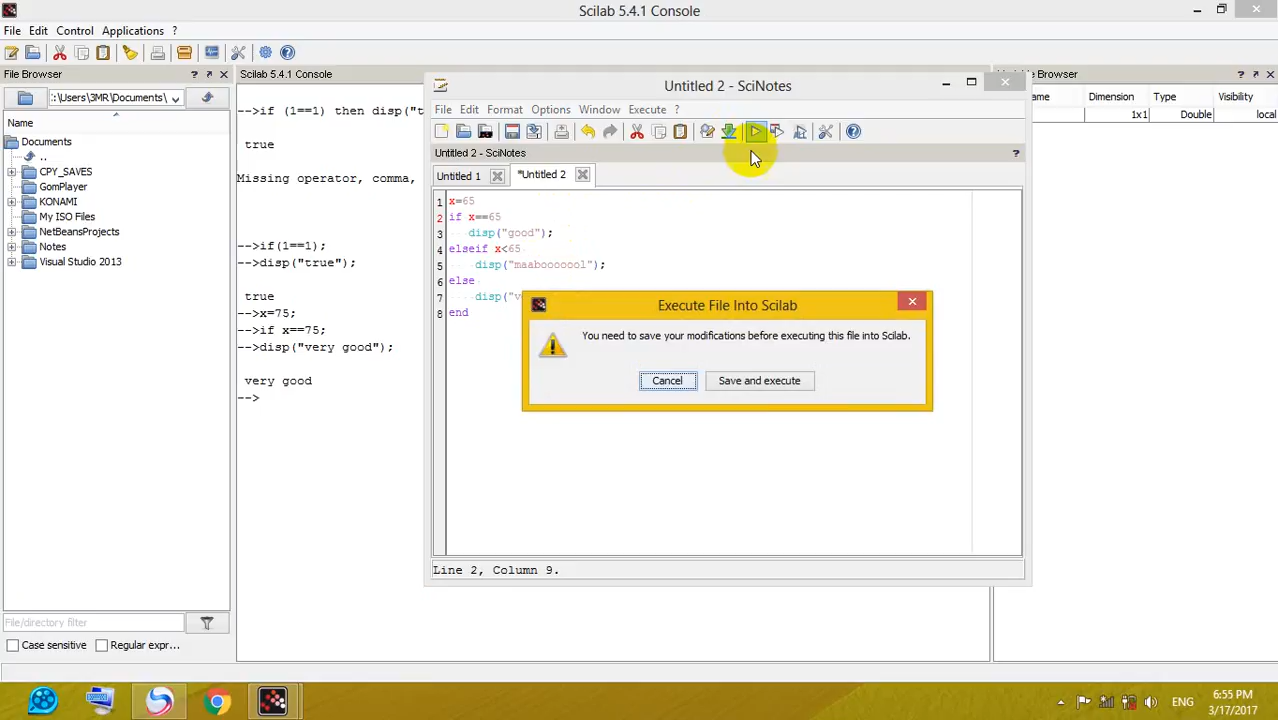 Scilab 5.4.1 Console
File Edit Control Applications ?
File Browser ? Scilab 5.4.1 Console Browser ?
:\Users\3MR\Documents\
Name
Documents
..
CPY_SAVES
GomPlayer
KONAMI
My ISO Files
NetBeansProjects
Notes
Visual Studio 2013
File/directory filter
Case sensitive Regular expr...
-->if (1==1) then disp("t
true
Missing operator, comma,
-->if(1==1);
-->disp("true");
true
-->x=75;
-->if x==75;
-->disp("very good");
very good
-->
Untitled 2 - SciNotes
File Edit Format Options Window Execute ?
Untitled 2 - SciNotes ?
Untitled 1 *Untitled 2
1 x=65
2 if x==65
3 disp("good");
4 elseif x<65
5 disp("maabooooool");
6 else
7 disp("v
8 end
Line 2, Column 9.
Execute File Into Scilab
You need to save your modifications before executing this file into Scilab.
Cancel Save and execute
ame Dimension Type Visibility
1x1 Double local
ENG 6:55 PM
3/17/2017